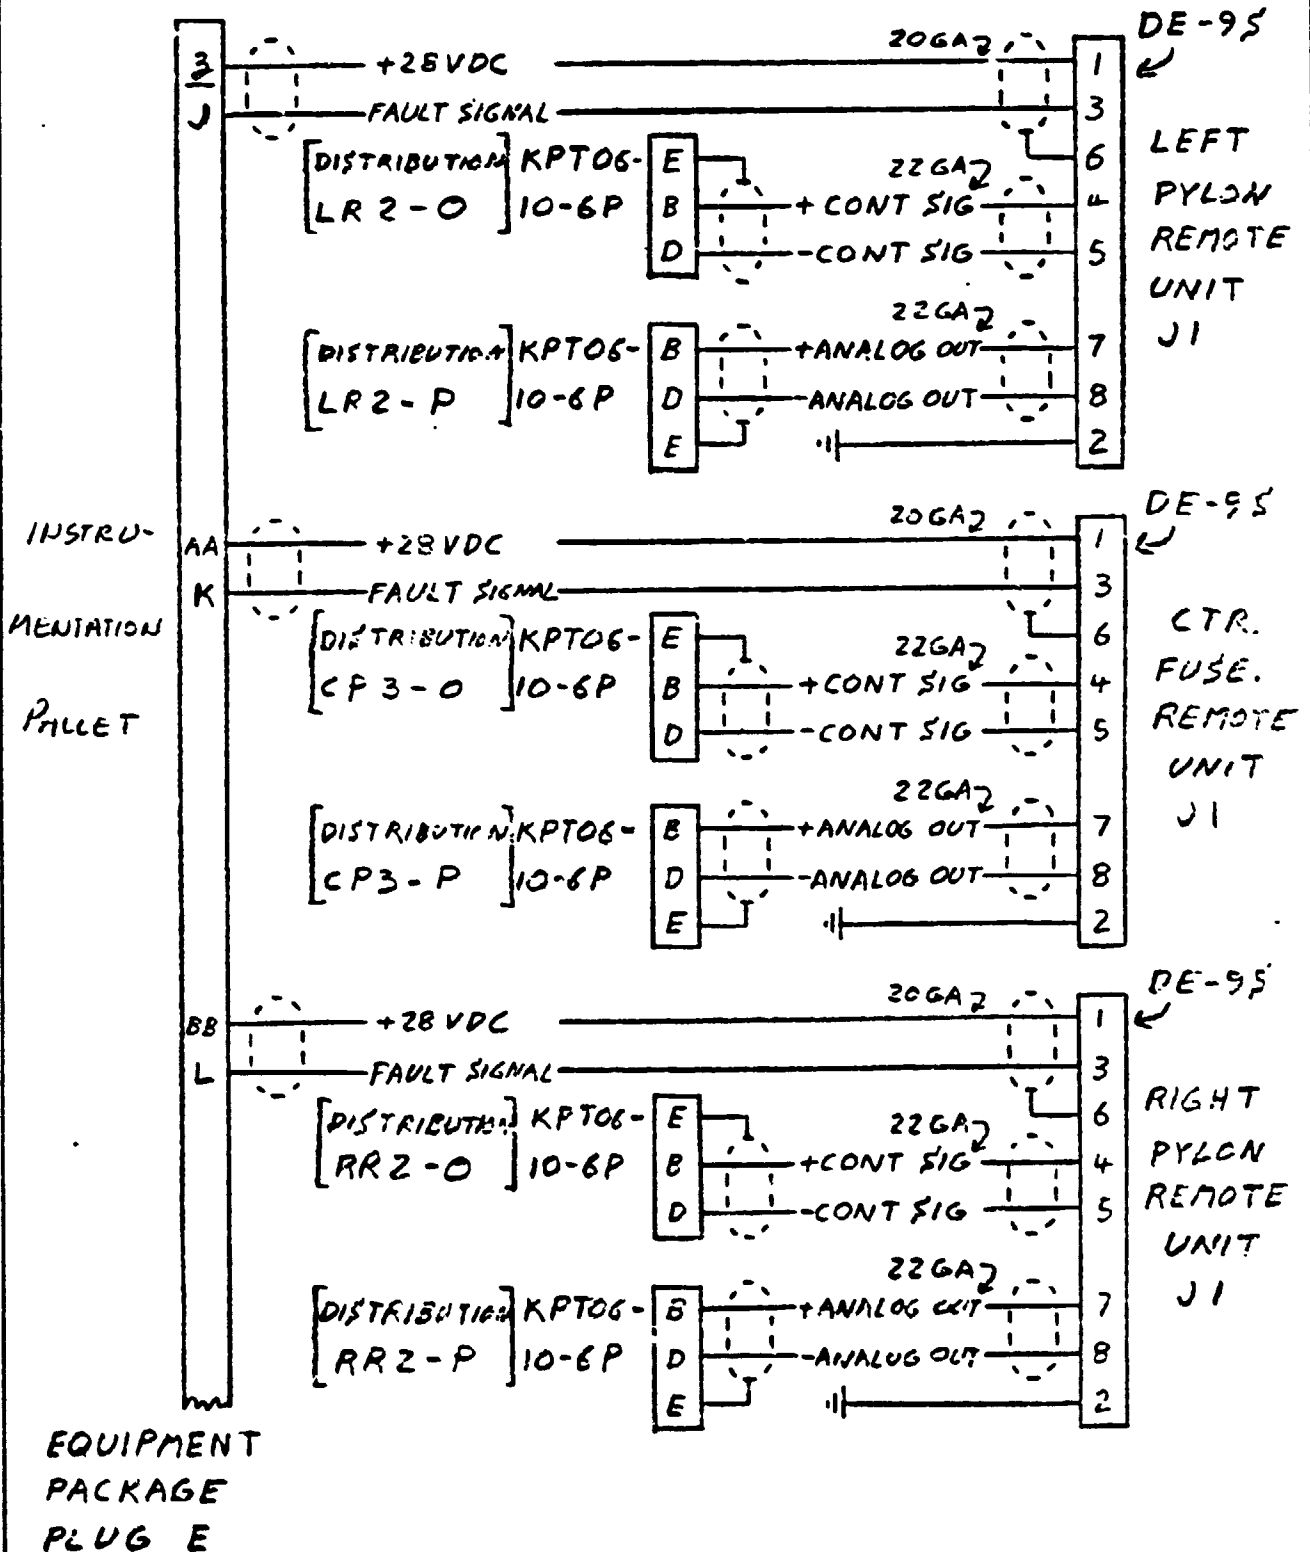 DE-9S
3 +28VDC 20GA 1
J FAULT SIGNAL 3
6
LEFT
PYLON
REMOTE
UNIT
J1
[DISTRIBUTION LR2-O] KPT06-10-6P
E
B + CONT SIG 22GA 4
D -CONT SIG 5
[DISTRIBUTION LR2-P] KPT06-10-6P
B +ANALOG OUT 22GA 7
D -ANALOG OUT 8
E 2
INSTRU-
MENTATION
PALLET
DE-9S
AA +28VDC 20GA 1
K FAULT SIGNAL 3
6
CTR.
FUSE.
REMOTE
UNIT
J1
[DISTRIBUTION CP3-O] KPT06-10-6P
E
B +CONT SIG 22GA 4
D -CONT SIG 5
[DISTRIBUTION CP3-P] KPT06-10-6P
B +ANALOG OUT 22GA 7
D -ANALOG OUT 8
E 2
DE-9S
BB +28VDC 20GA 1
L FAULT SIGNAL 3
6
RIGHT
PYLON
REMOTE
UNIT
J1
[DISTRIBUTION RR2-O] KPT06-10-6P
E
B +CONT SIG 22GA 4
D -CONT SIG 5
[DISTRIBUTION RR2-P] KPT06-10-6P
B +ANALOG OUT 22GA 7
D -ANALOG OUT 8
E 2
EQUIPMENT
PACKAGE
PLUG E